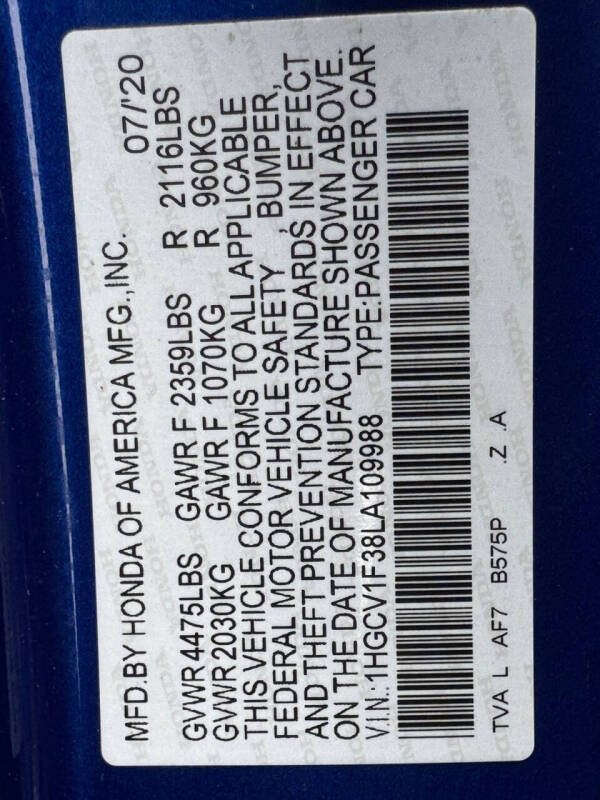 MFD.BY HONDA OF AMERICA MFG.,INC. 07/'20
GVWR 4475LBS GAWR F 2359LBS R 2116LBS
GVWR 2030KG GAWR F 1070KG R 960KG
THIS VEHICLE CONFORMS TO ALL APPLICABLE
FEDERAL MOTOR VEHICLE SAFETY, BUMPER,
AND THEFT PREVENTION STANDARDS IN EFFECT
ON THE DATE OF MANUFACTURE SHOWN ABOVE.
V.I.N.:1HGCV1F38LA109988 TYPE:PASSENGER CAR
TVA L AF7 B575P .Z .A